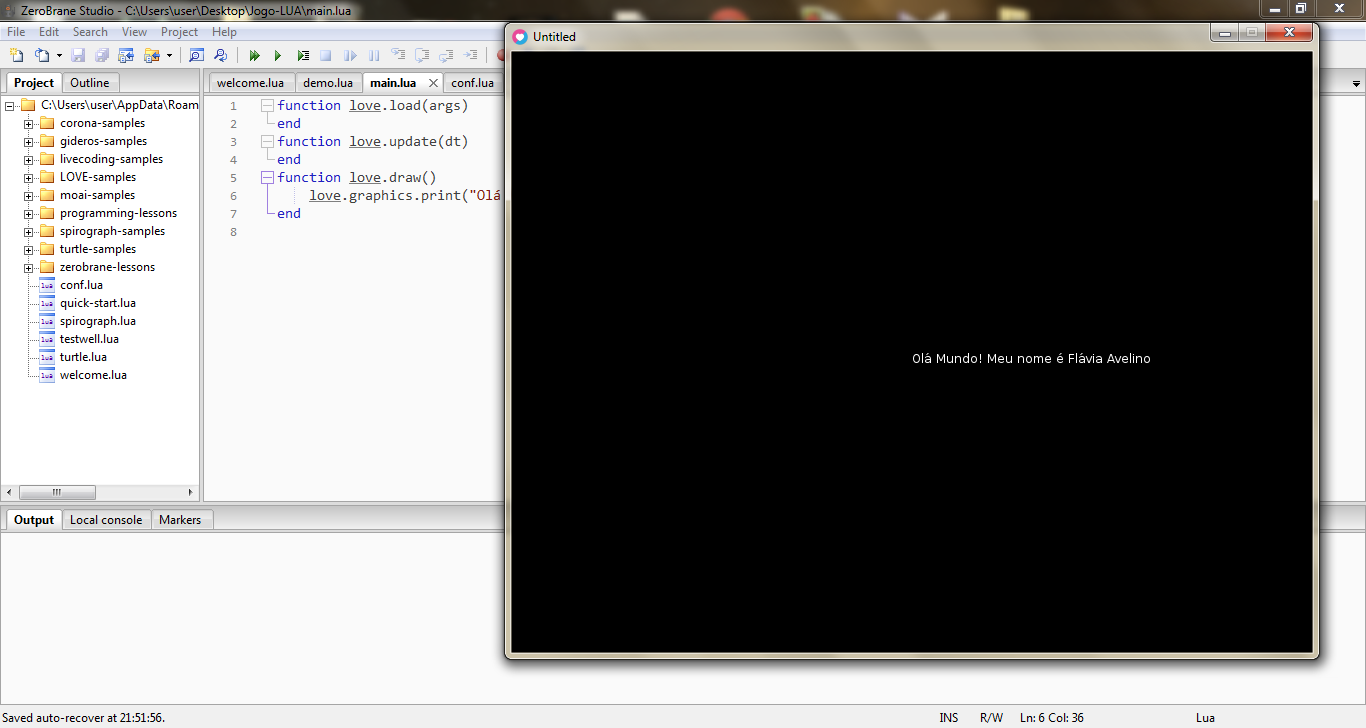 ZeroBrane Studio - C:\Users\user\Desktop\Jogo-LUA\main.lua
File Edit Search View Project Help
Project Outline
C:\Users\user\AppData\Roam
corona-samples
gideros-samples
livecoding-samples
LOVE-samples
moai-samples
programming-lessons
spirograph-samples
turtle-samples
zerobrane-lessons
conf.lua
quick-start.lua
spirograph.lua
testwell.lua
turtle.lua
welcome.lua
welcome.lua demo.lua main.lua conf.lua
1 function love.load(args)
2 end
3 function love.update(dt)
4 end
5 function love.draw()
6 love.graphics.print("Olá
7 end
8
Untitled
Olá Mundo! Meu nome é Flávia Avelino
Output Local console Markers
Saved auto-recover at 21:51:56.
INS R/W Ln: 6 Col: 36 Lua